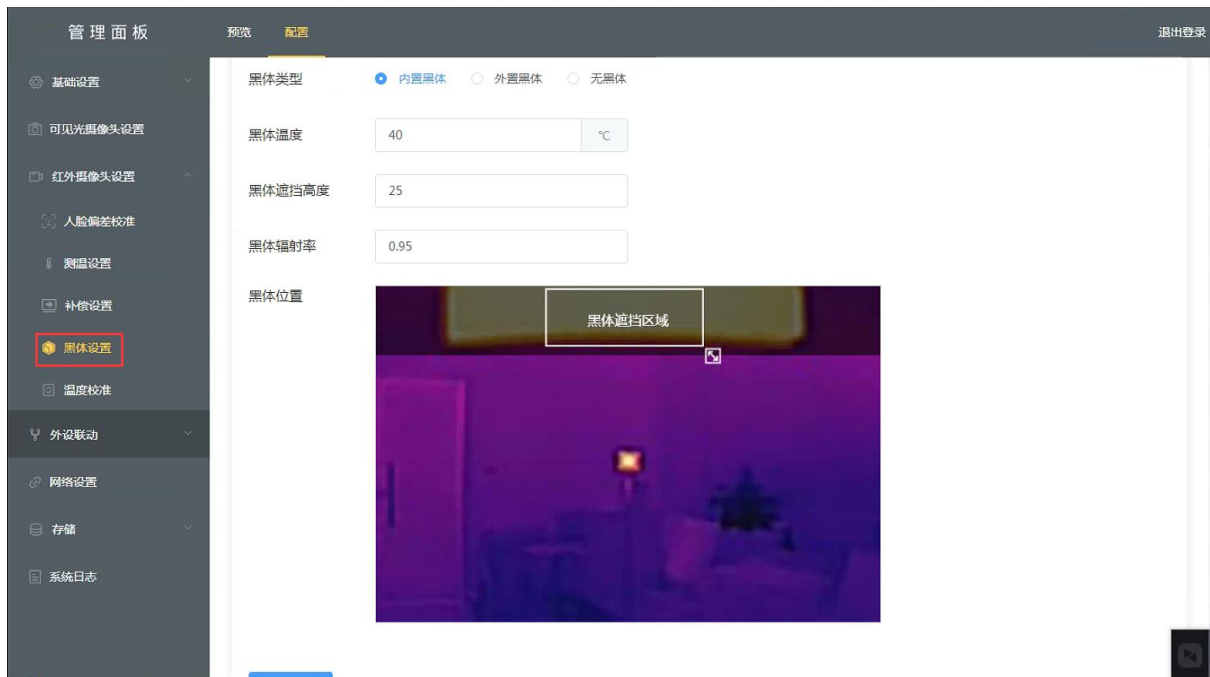 管理面板
预览
配置
退出登录
基础设置
可见光摄像头设置
红外摄像头设置
人脸偏差校准
测温设置
补偿设置
黑体设置
温度校准
外设联动
网络设置
存储
系统日志
黑体类型
内置黑体
外置黑体
无黑体
黑体温度
40
℃
黑体遮挡高度
25
黑体辐射率
0.95
黑体位置
黑体遮挡区域